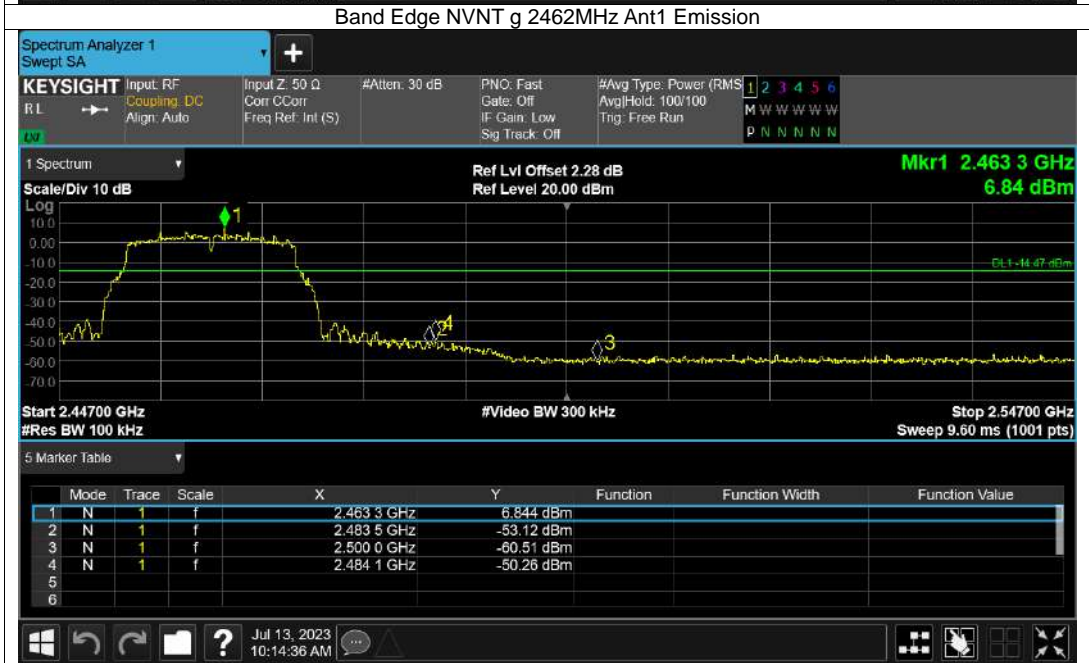 Band Edge NVNT g 2462MHz Ant1 Emission
Spectrum Analyzer 1
Swept SA
+
KEYSIGHT Input: RF Input Z: 50 Ω #Atten: 30 dB PNO: Fast #Avg Type: Power (RMS 1 2 3 4 5 6
RL Coupling: DC Corr CCorr Gate: Off Avg|Hold: 100/100 M W W W W W
Align: Auto Freq Ref: Int (S) IF Gain: Low Trig: Free Run
Sig Track: Off P N N N N N
LXI
1 Spectrum Ref Lvl Offset 2.28 dB Mkr1 2.463 3 GHz
Scale/Div 10 dB Ref Level 20.00 dBm 6.84 dBm
Log
1
10.0
0.00
-10.0
DL1 -14.47 dBm
-20.0
-30.0
-40.0
4
-50.0
3
-60.0
-70.0
Start 2.44700 GHz #Video BW 300 kHz Stop 2.54700 GHz
#Res BW 100 kHz Sweep 9.60 ms (1001 pts)
5 Marker Table
Mode Trace Scale X Y Function Function Width Function Value
1 N 1 f 2.463 3 GHz 6.844 dBm
2 N 1 f 2.483 5 GHz -53.12 dBm
3 N 1 f 2.500 0 GHz -60.51 dBm
4 N 1 f 2.484 1 GHz -50.26 dBm
5
6
? Jul 13, 2023
10:14:36 AM